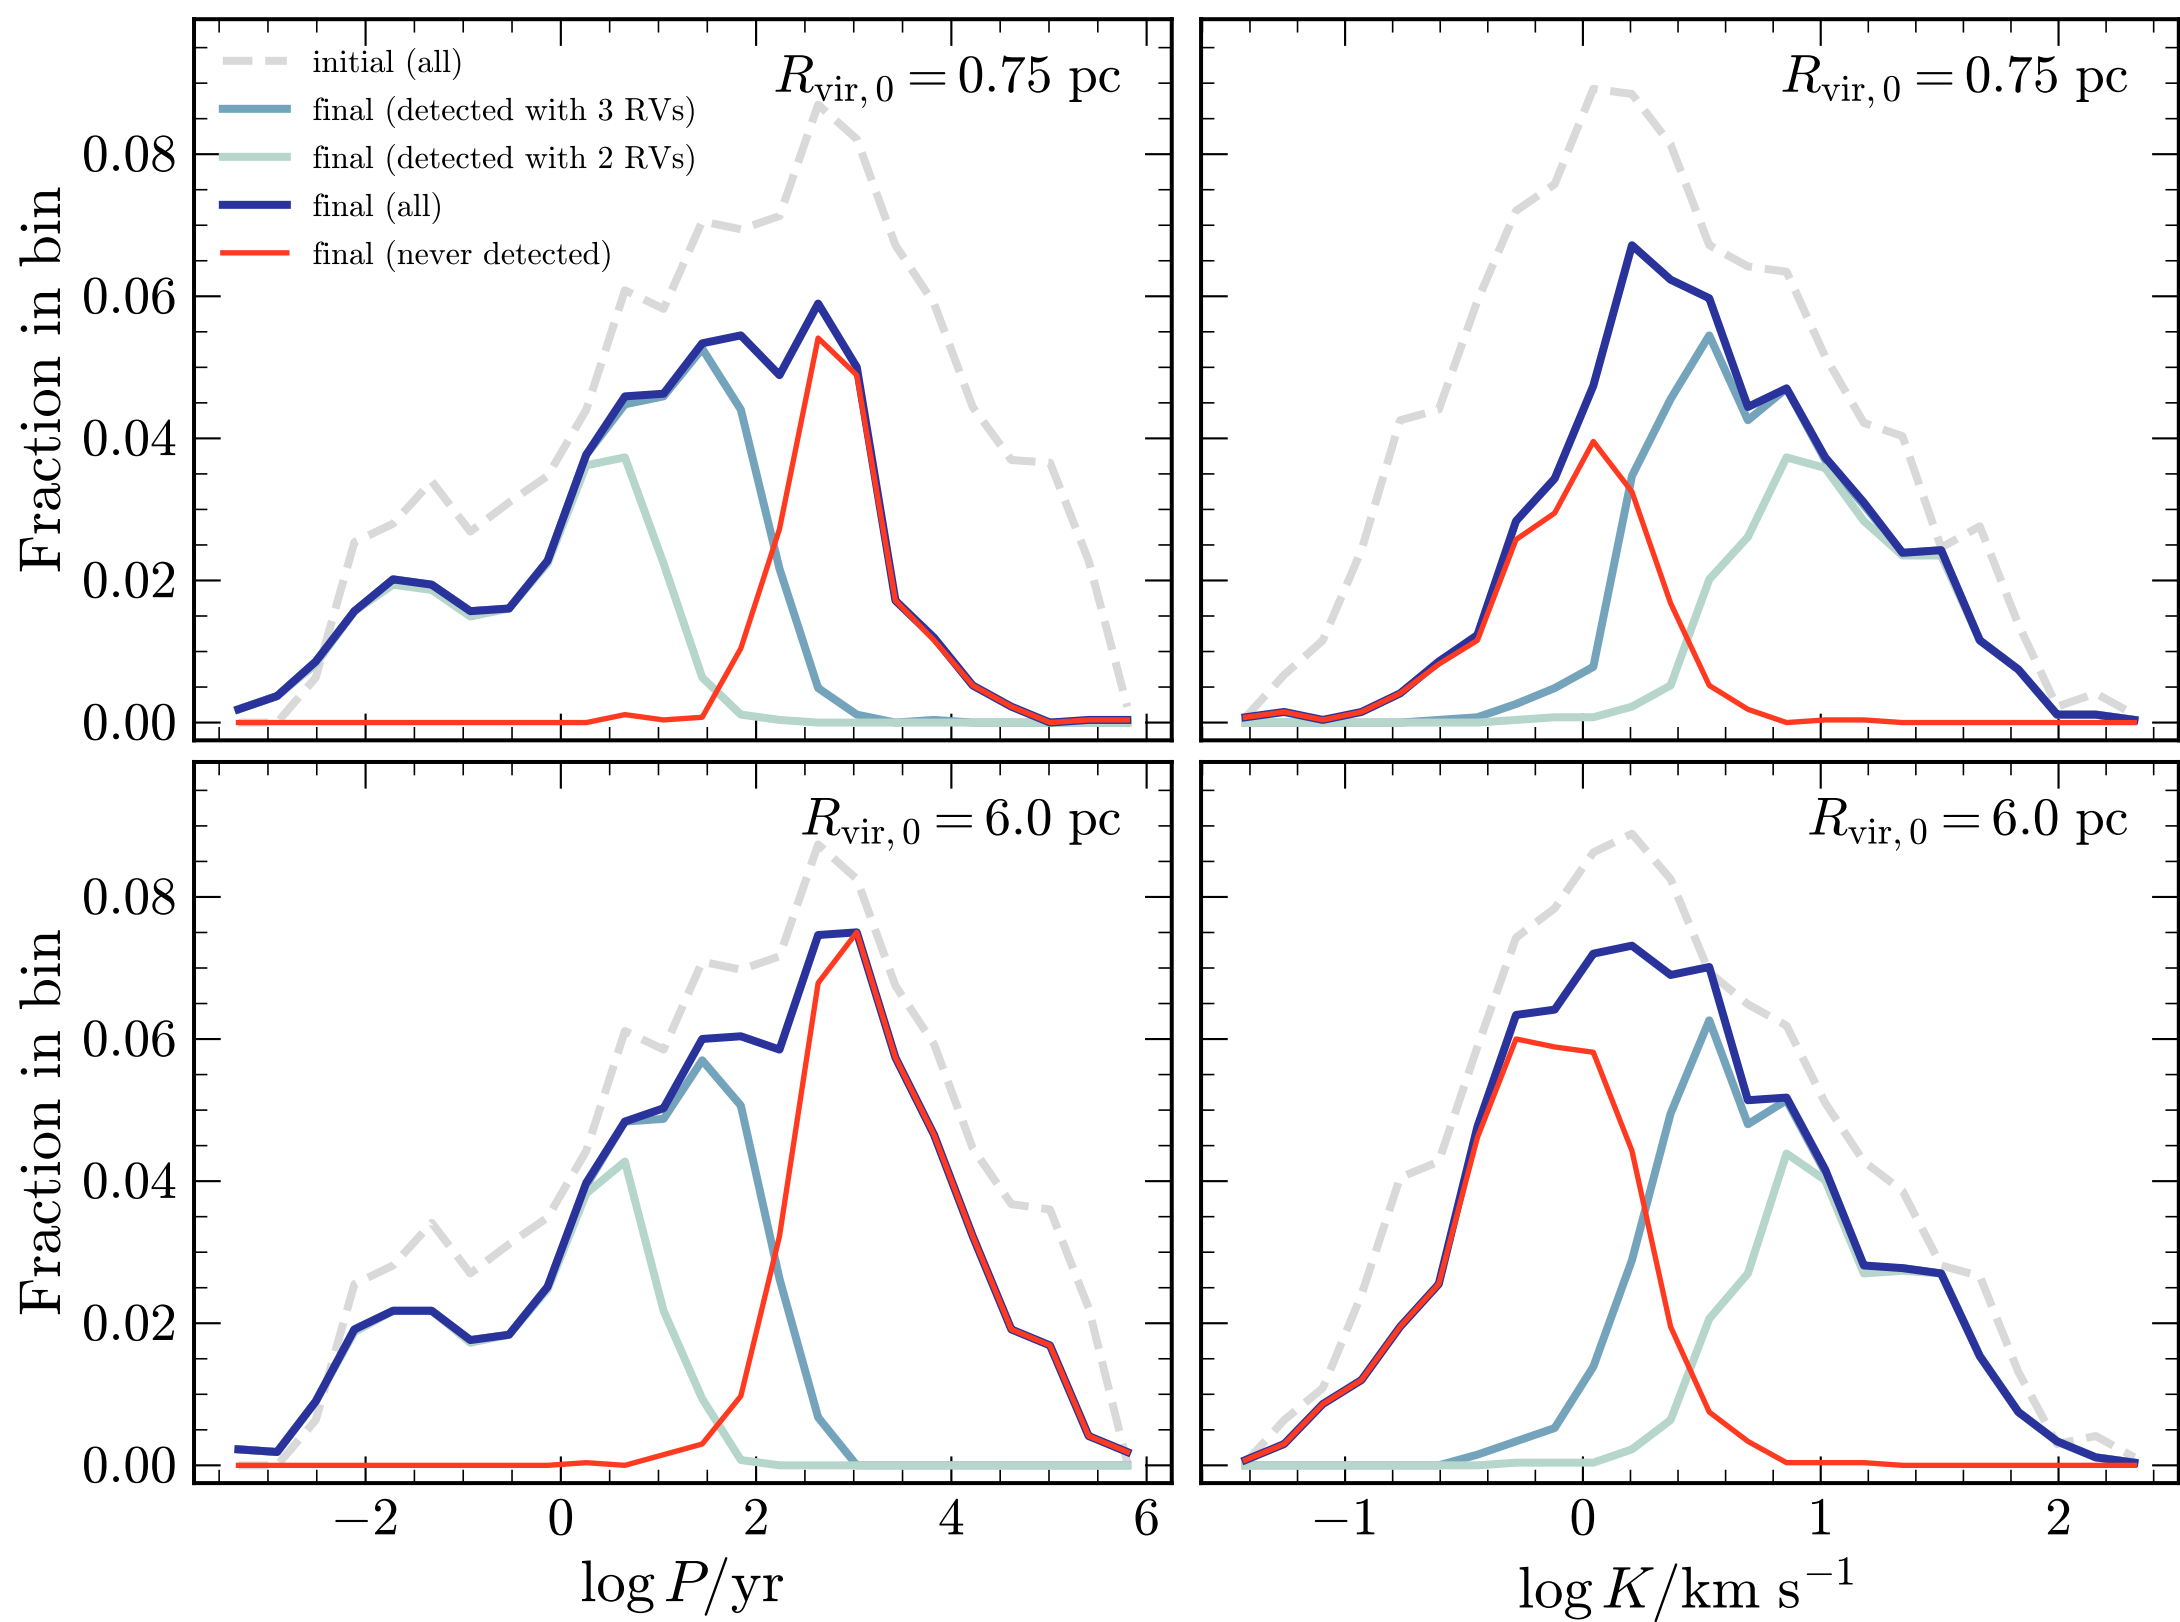 initial (all)
final (detected with 3 RVs)
final (detected with 2 RVs)
final (all)
final (never detected)
R_vir, 0 = 0.75 pc
R_vir, 0 = 0.75 pc
Fraction in bin
0.08
0.06
0.04
0.02
0.00
R_vir, 0 = 6.0 pc
R_vir, 0 = 6.0 pc
Fraction in bin
0.08
0.06
0.04
0.02
0.00
−2 0 2 4 6
−1 0 1 2
log P/yr
log K/km s⁻¹